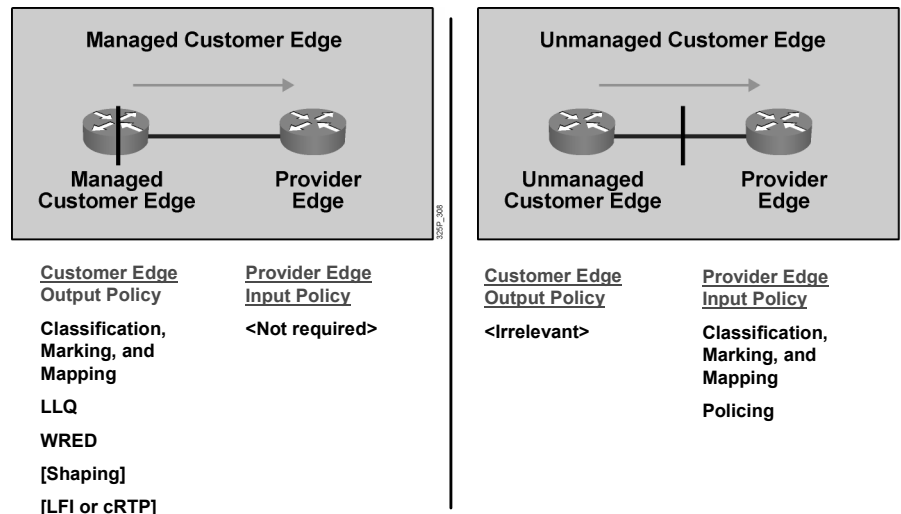 Managed Customer Edge
Managed
Customer Edge
Provider
Edge
325P_308
Customer Edge
Output Policy
Provider Edge
Input Policy
Classification,
Marking, and
Mapping
<Not required>
LLQ
WRED
[Shaping]
[LFI or cRTP]
Unmanaged Customer Edge
Unmanaged
Customer Edge
Provider
Edge
Customer Edge
Output Policy
Provider Edge
Input Policy
<Irrelevant>
Classification,
Marking, and
Mapping
Policing